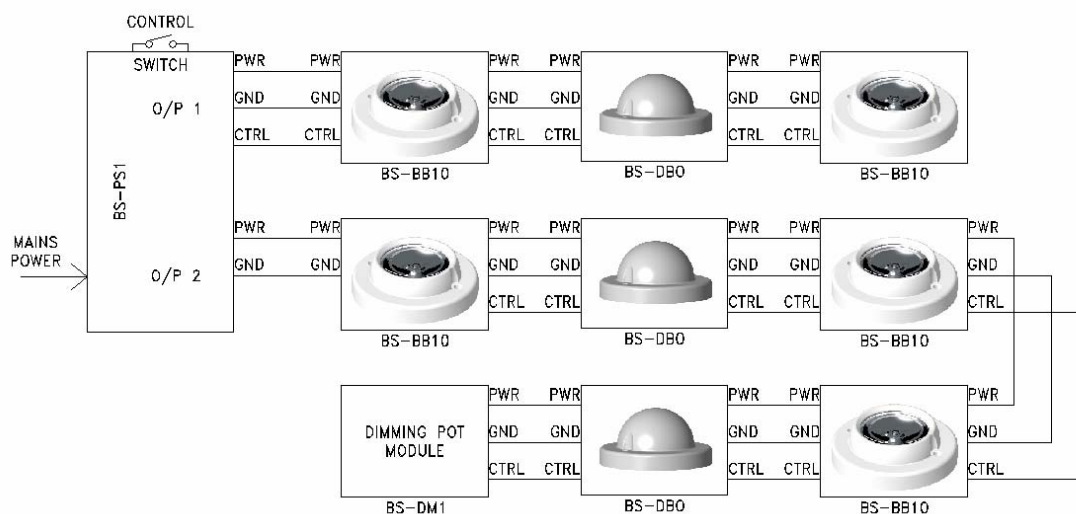 CONTROL
SWITCH
PWR PWR PWR PWR PWR PWR
O/P 1
GND GND GND GND GND GND
CTRL CTRL CTRL CTRL CTRL CTRL
BS-BB10 BS-DB0 BS-BB10
BS-PS1
PWR PWR PWR PWR PWR PWR PWR
MAINS
POWER
O/P 2
GND GND GND GND GND GND GND
CTRL CTRL CTRL CTRL CTRL
BS-BB10 BS-DB0 BS-BB10
PWR PWR PWR PWR PWR
DIMMING POT
MODULE
GND GND GND GND GND
CTRL CTRL CTRL CTRL CTRL
BS-DM1 BS-DB0 BS-BB10